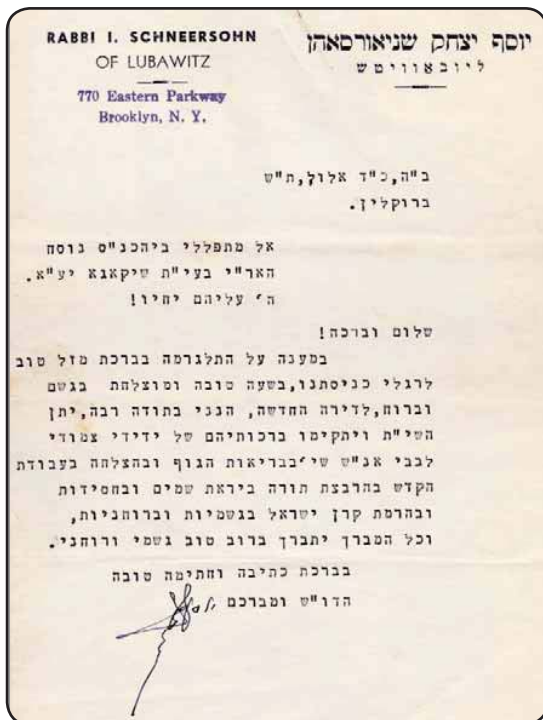 RABBI I. SCHNEERSOHN
OF LUBAWITZ
770 Eastern Parkway
Brooklyn, N. Y.
יוסף יצחק שניאורסאהן
ליובאוויטש
ב"ה, כ"ד אלול, ת"ש
ברוקלין.
אל מתפללי ביהכנ"ס נוסח
האר"י בעי"ת שיקאגא יע"א.
ה' עליהם יחיו!
שלום וברכה!
במענה על התלגרמה בברכת מזל טוב
לרגלי כניסתנו, בשעה טובה ומוצלחת בגשם
וברוח, לדירה החדשה, הנני בתודה רבה, יתן
השי"ת ויתקימו ברכותיהם של ידידי צמודי
לבבי אנ"ש שי' בבריאות הגוף ובהצלחה בעבודת
הקדש בהרבצת תורה ביראת שמים ובחסידות
ובהרמת קרן ישראל בגשמיות וברוחניות,
וכל המברך יתברך ברוב טוב גשמי ורוחני.
בברכת כתיבה וחתימה טובה
הדו"ש ומברכם